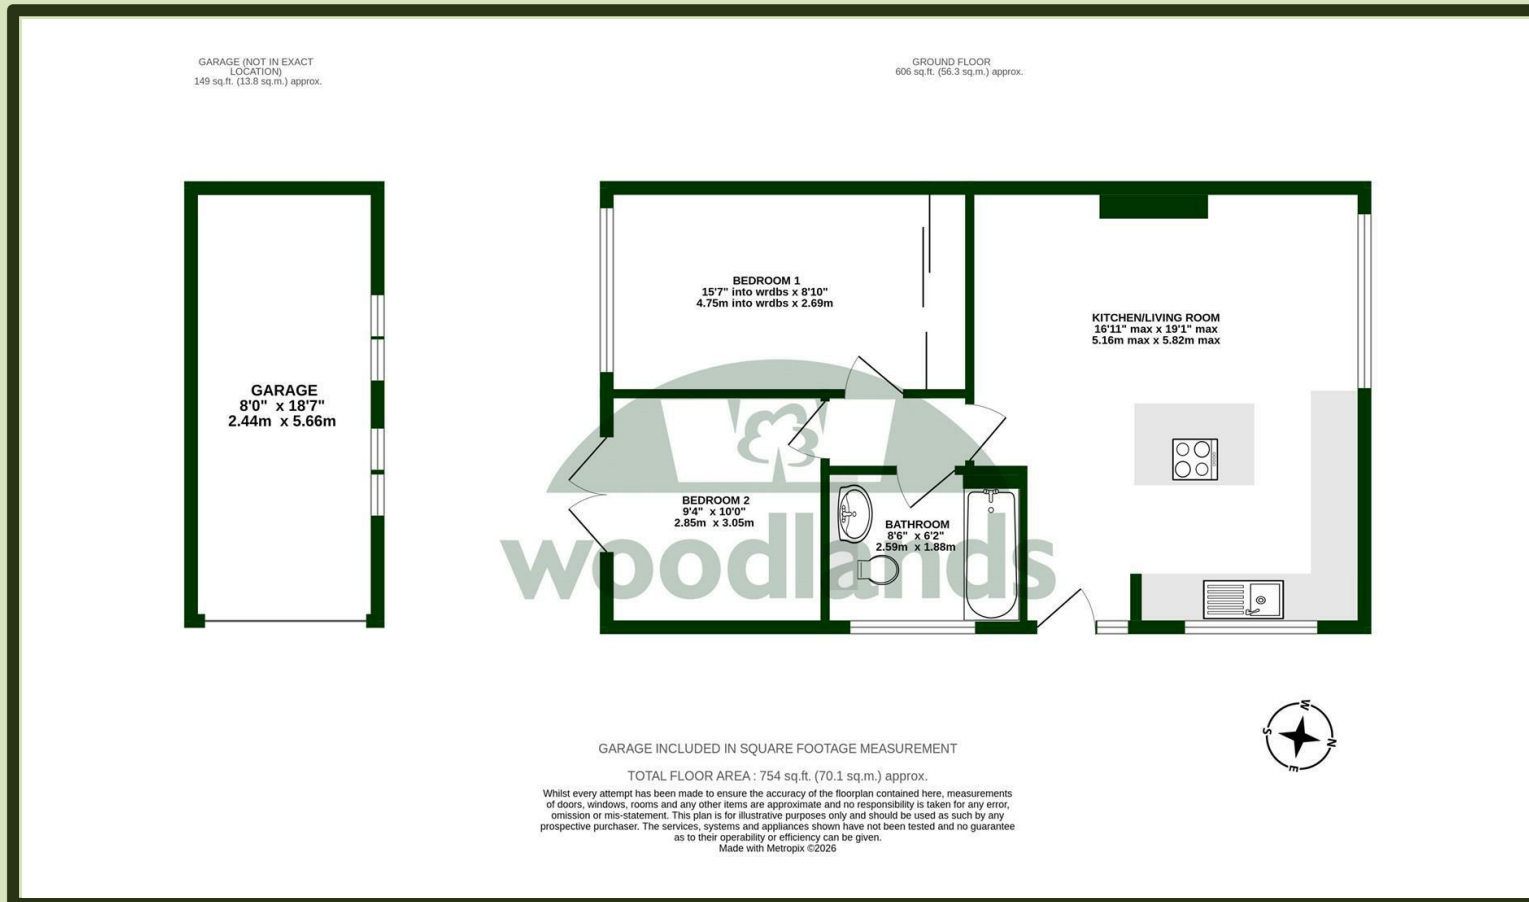 GARAGE (NOT IN EXACT
LOCATION)
149 sq.ft. (13.8 sq.m.) approx.
GROUND FLOOR
606 sq.ft. (56.3 sq.m.) approx.
BEDROOM 1
15'7" into wrdbs x 8'10"
4.75m into wrdbs x 2.69m
KITCHEN/LIVING ROOM
16'11" max x 19'1" max
5.16m max x 5.82m max
GARAGE
8'0" x 18'7"
2.44m x 5.66m
BEDROOM 2
9'4" x 10'0"
2.85m x 3.05m
BATHROOM
8'6" x 6'2"
2.59m x 1.88m
woodlands
W
S
N
E
GARAGE INCLUDED IN SQUARE FOOTAGE MEASUREMENT
TOTAL FLOOR AREA : 754 sq.ft. (70.1 sq.m.) approx.
Whilst every attempt has been made to ensure the accuracy of the floorplan contained here, measurements
of doors, windows, rooms and any other items are approximate and no responsibility is taken for any error,
omission or mis-statement. This plan is for illustrative purposes only and should be used as such by any
prospective purchaser. The services, systems and appliances shown have not been tested and no guarantee
as to their operability or efficiency can be given.
Made with Metropix ©2026